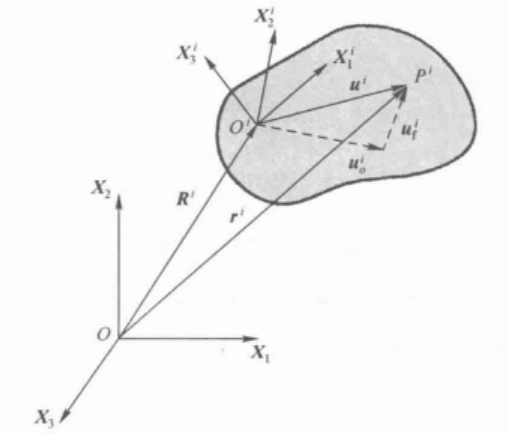 X₂ⁱ
X₃ⁱ
X₁ⁱ
Pⁱ
uⁱ
Oⁱ
u_fⁱ
u_oⁱ
X₂
Rⁱ
rⁱ
O
X₁
X₃